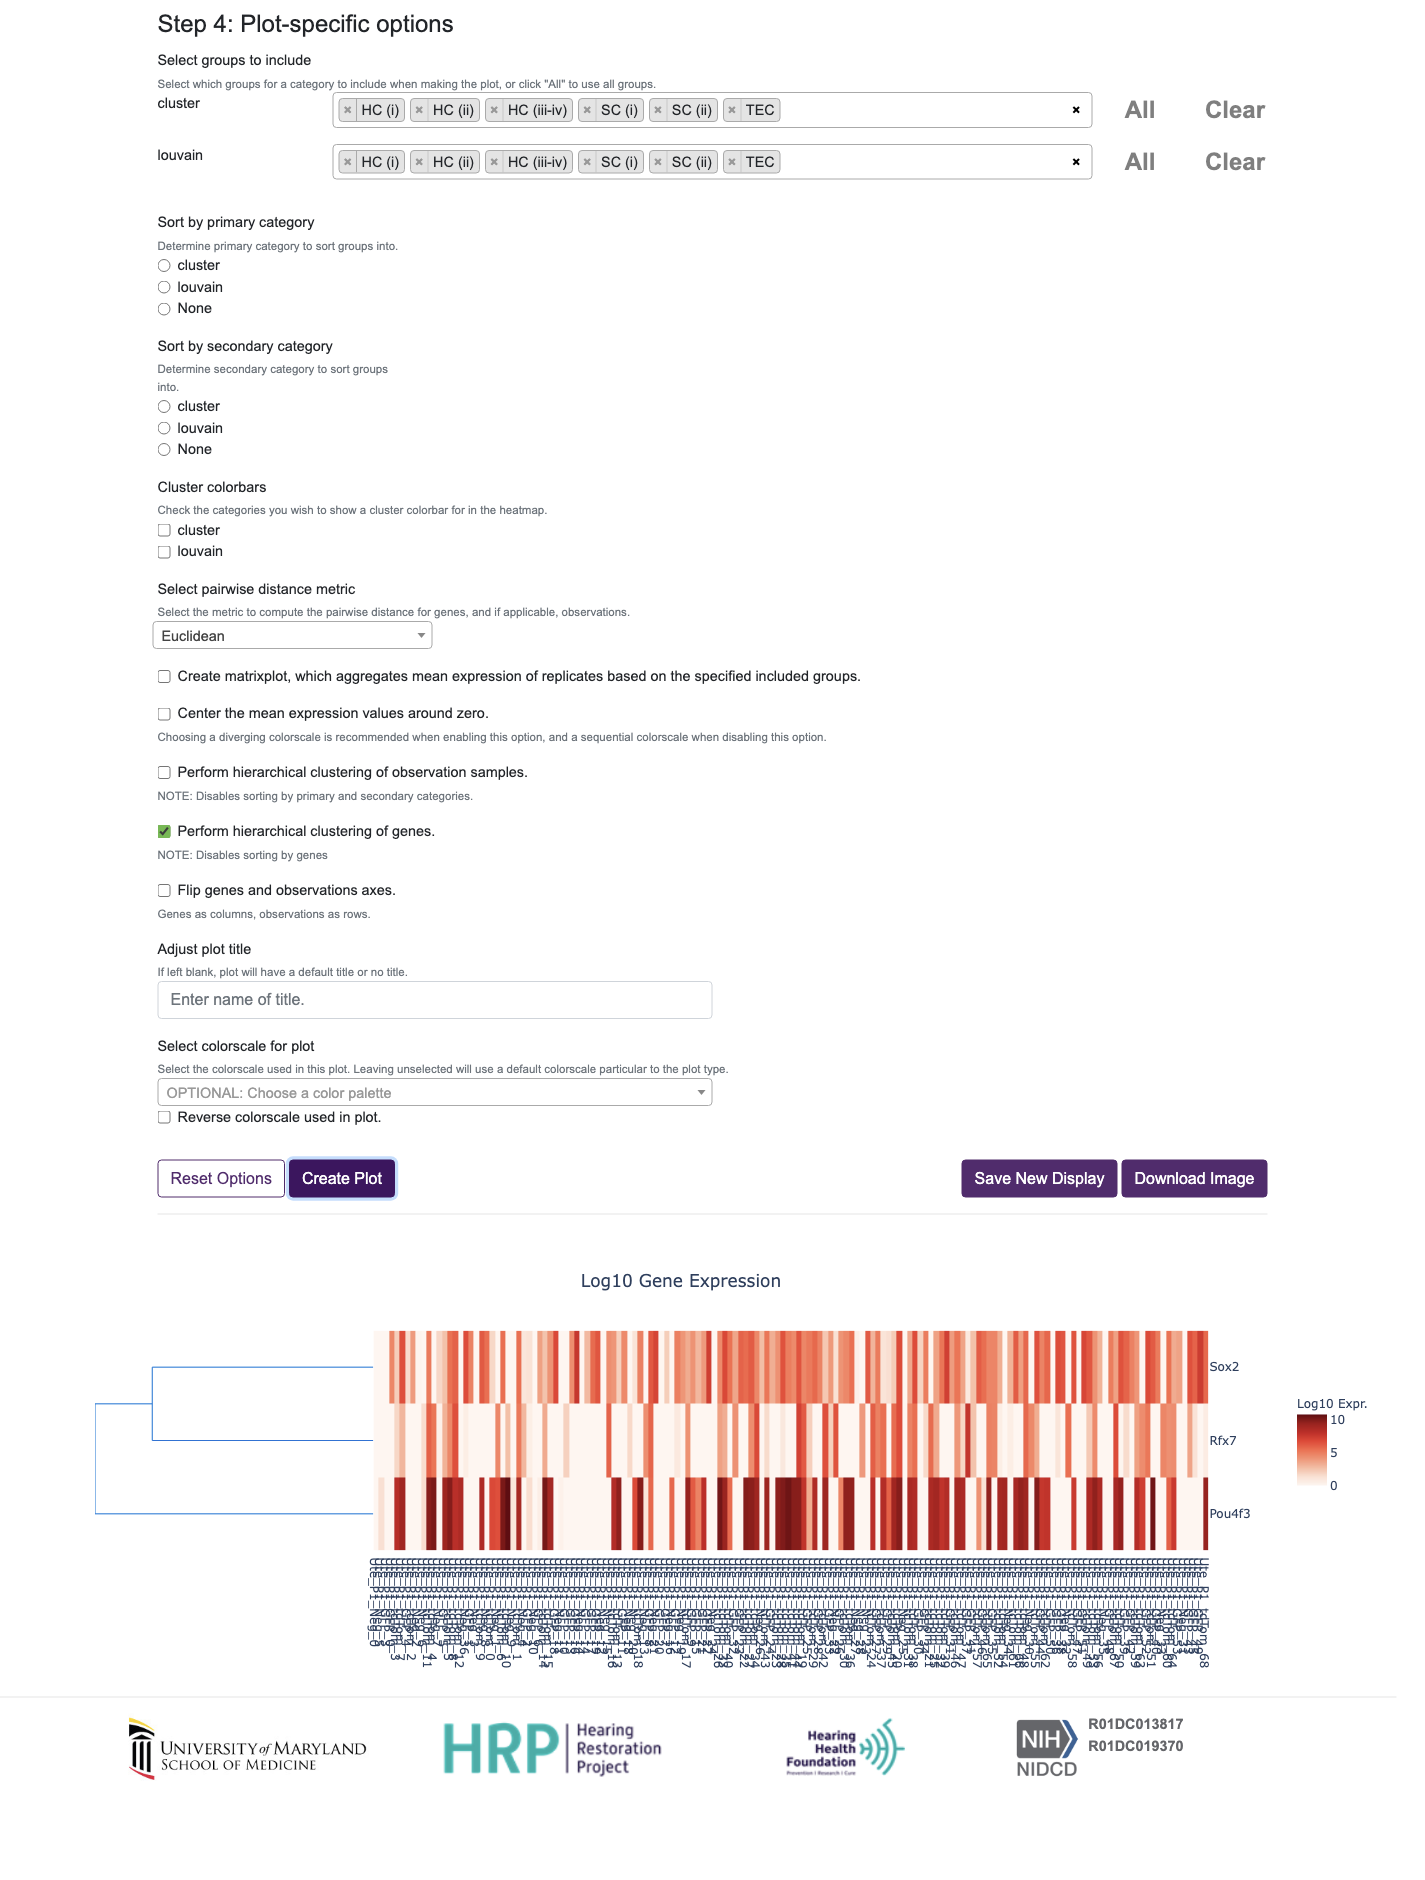 Step 4: Plot-specific options
Select groups to include
Select which groups for a category to include when making the plot, or click "All" to use all groups.
cluster × HC (i) × HC (ii) × HC (iii-iv) × SC (i) × SC (ii) × TEC × All Clear
louvain × HC (i) × HC (ii) × HC (iii-iv) × SC (i) × SC (ii) × TEC × All Clear
Sort by primary category
Determine primary category to sort groups into.
cluster
louvain
None
Sort by secondary category
Determine secondary category to sort groups
into.
cluster
louvain
None
Cluster colorbars
Check the categories you wish to show a cluster colorbar for in the heatmap.
cluster
louvain
Select pairwise distance metric
Select the metric to compute the pairwise distance for genes, and if applicable, observations.
Euclidean
Create matrixplot, which aggregates mean expression of replicates based on the specified included groups.
Center the mean expression values around zero.
Choosing a diverging colorscale is recommended when enabling this option, and a sequential colorscale when disabling this option.
Perform hierarchical clustering of observation samples.
NOTE: Disables sorting by primary and secondary categories.
Perform hierarchical clustering of genes.
NOTE: Disables sorting by genes
Flip genes and observations axes.
Genes as columns, observations as rows.
Adjust plot title
If left blank, plot will have a default title or no title.
Enter name of title.
Select colorscale for plot
Select the colorscale used in this plot. Leaving unselected will use a default colorscale particular to the plot type.
OPTIONAL: Choose a color palette
Reverse colorscale used in plot.
Reset Options Create Plot Save New Display Download Image
Log10 Gene Expression
Sox2
Rfx7
Pou4f3
Log10 Expr.
10
5
0
UNIVERSITY of MARYLAND
SCHOOL OF MEDICINE
HRP
Hearing
Restoration
Project
Hearing
Health
Foundation
Prevention | Research | Cure
NIH
NIDCD
R01DC013817
R01DC019370